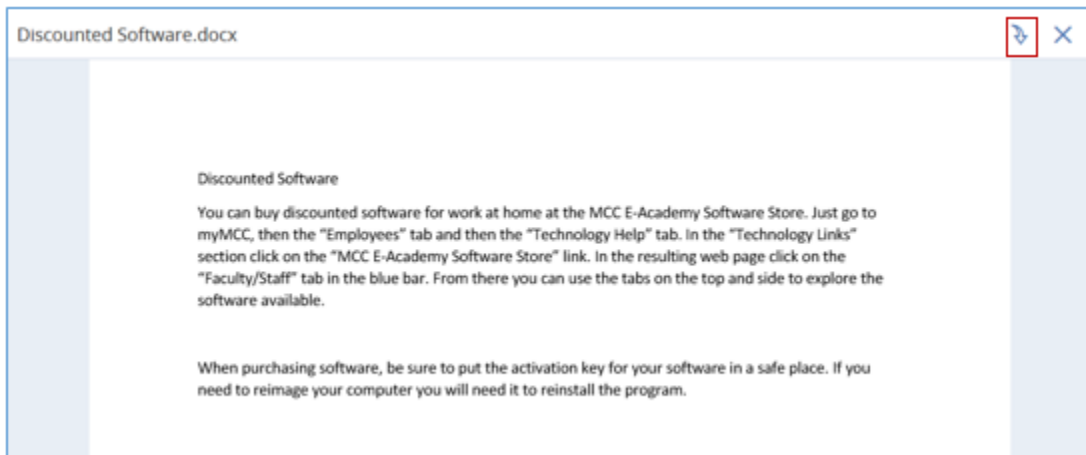 Discounted Software.docx
Discounted Software
You can buy discounted software for work at home at the MCC E-Academy Software Store. Just go to
myMCC, then the “Employees” tab and then the “Technology Help” tab. In the “Technology Links”
section click on the “MCC E-Academy Software Store” link. In the resulting web page click on the
“Faculty/Staff” tab in the blue bar. From there you can use the tabs on the top and side to explore the
software available.
When purchasing software, be sure to put the activation key for your software in a safe place. If you
need to reimage your computer you will need it to reinstall the program.